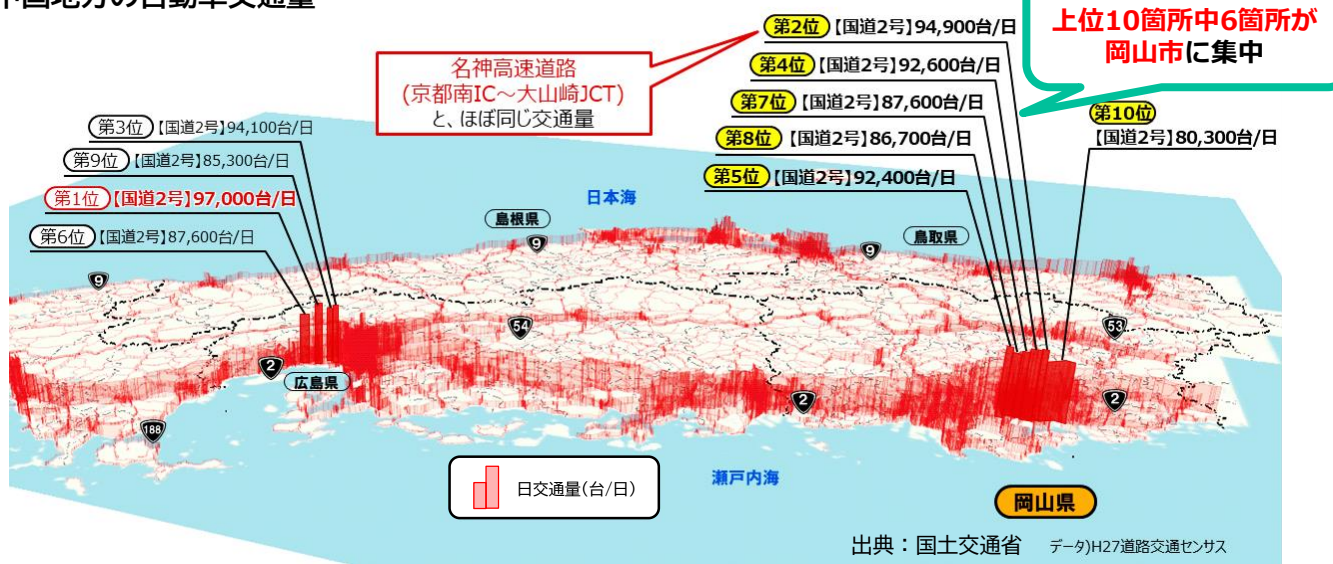 中国地方の自動車交通量
上位10箇所中6箇所が
岡山市に集中
第2位【国道2号】94,900台/日
第4位【国道2号】92,600台/日
第7位【国道2号】87,600台/日
第8位【国道2号】86,700台/日
第5位【国道2号】92,400台/日
第10位
【国道2号】80,300台/日
名神高速道路
(京都南IC～大山崎JCT)
と、ほぼ同じ交通量
第3位【国道2号】94,100台/日
第9位【国道2号】85,300台/日
第1位【国道2号】97,000台/日
第6位【国道2号】87,600台/日
日本海
島根県
鳥取県
9
9
9
54
53
2
広島県
2
2
188
瀬戸内海
日交通量(台/日)
岡山県
出典：国土交通省 データ)H27道路交通センサス